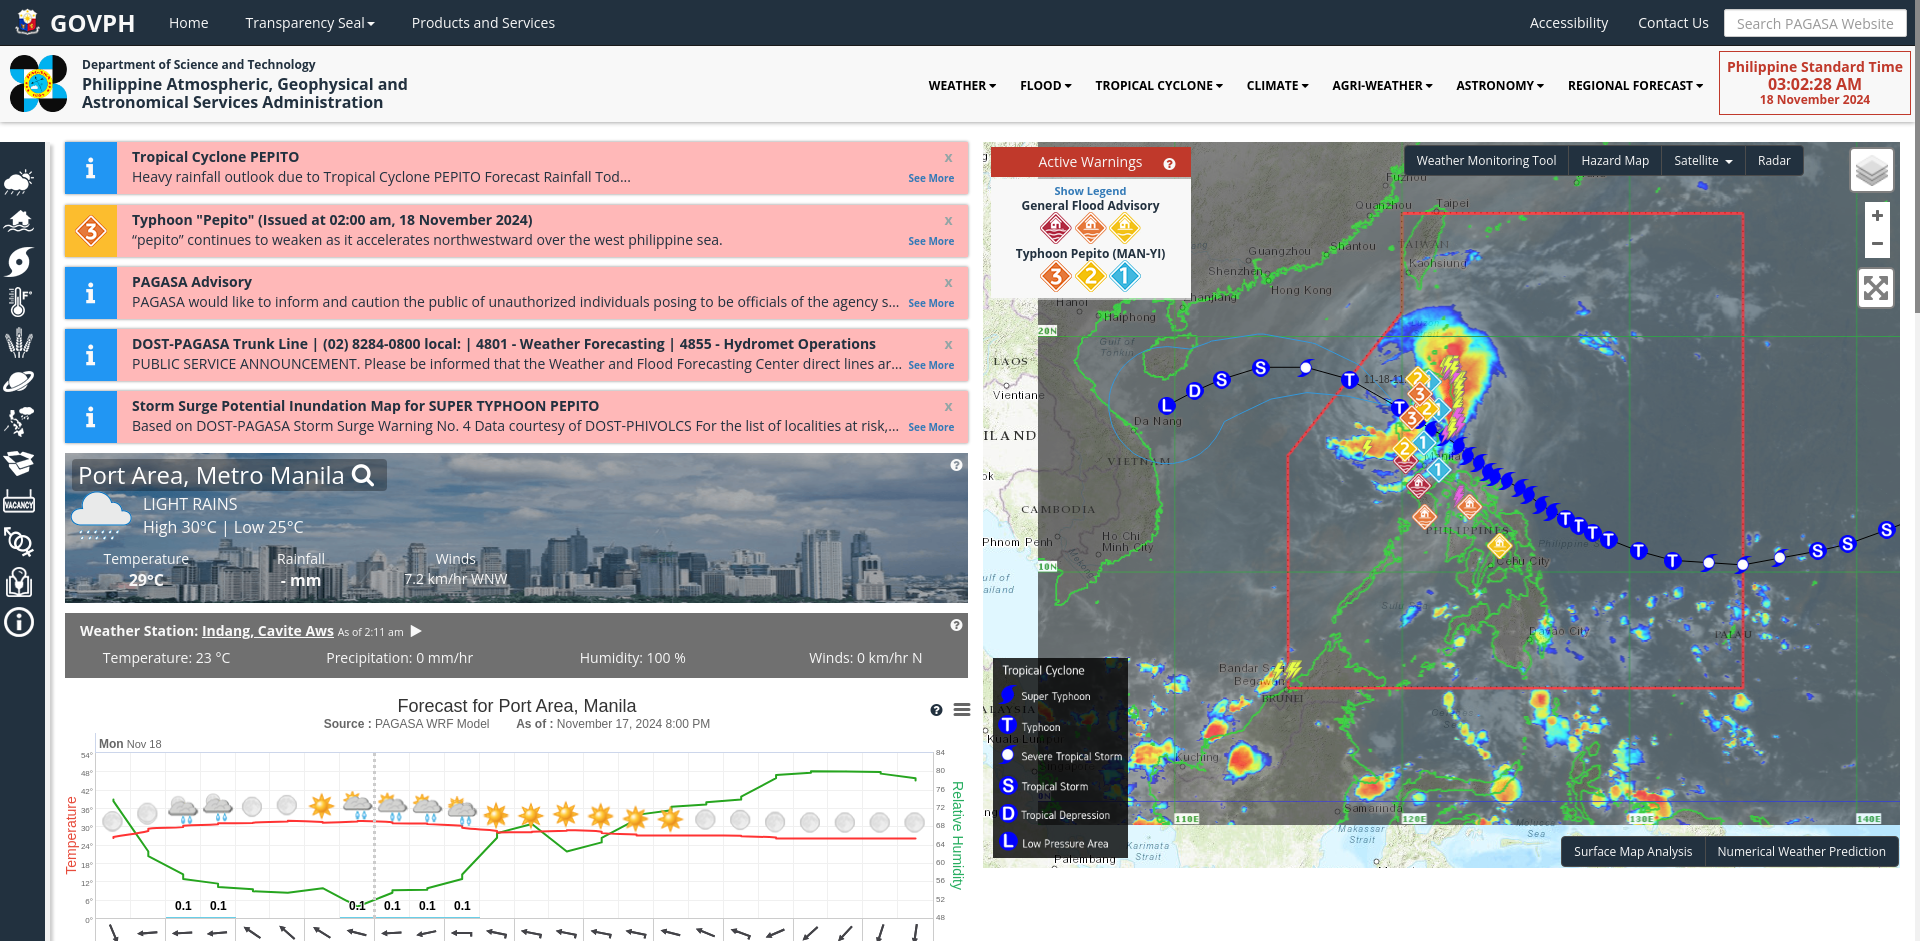 GOVPH
Home
Transparency Seal
Products and Services
Accessibility
Contact Us
Search PAGASA Website
Department of Science and Technology
Philippine Atmospheric, Geophysical and
Astronomical Services Administration
WEATHER
FLOOD
TROPICAL CYCLONE
CLIMATE
AGRI-WEATHER
ASTRONOMY
REGIONAL FORECAST
Philippine Standard Time
03:02:28 AM
18 November 2024
VACANCY
Tropical Cyclone PEPITO
x
Heavy rainfall outlook due to Tropical Cyclone PEPITO Forecast Rainfall Tod...
See More
3
Typhoon "Pepito" (Issued at 02:00 am, 18 November 2024)
x
“pepito” continues to weaken as it accelerates northwestward over the west philippine sea.
See More
PAGASA Advisory
x
PAGASA would like to inform and caution the public of unauthorized individuals posing to be officials of the agency s...
See More
DOST-PAGASA Trunk Line | (02) 8284-0800 local: | 4801 - Weather Forecasting | 4855 - Hydromet Operations
x
PUBLIC SERVICE ANNOUNCEMENT. Please be informed that the Weather and Flood Forecasting Center direct lines ar...
See More
Storm Surge Potential Inundation Map for SUPER TYPHOON PEPITO
x
Based on DOST-PAGASA Storm Surge Warning No. 4 Data courtesy of DOST-PHIVOLCS For the list of localities at risk,...
See More
Port Area, Metro Manila
LIGHT RAINS
High 30°C | Low 25°C
Temperature
Rainfall
Winds
29°C
- mm
7.2 km/hr WNW
Weather Station: Indang, Cavite Aws As of 2:11 am
Temperature: 23 °C
Precipitation: 0 mm/hr
Humidity: 100 %
Winds: 0 km/hr N
Forecast for Port Area, Manila
Source : PAGASA WRF Model
As of : November 17, 2024 8:00 PM
Mon Nov 18
54°
48°
42°
36°
30°
24°
18°
12°
6°
0°
Temperature
84
80
76
72
68
64
60
56
52
48
Relative Humidity
0.1 0.1 0.1 0.1 0.1 0.1
Active Warnings
Show Legend
General Flood Advisory
Typhoon Pepito (MAN-YI)
3 2 1
Weather Monitoring Tool
Hazard Map
Satellite
Radar
+
−
Fuzhou
Quanzhou
Taipei
Guangzhou
Shantou
TAIWAN
Shenzhen
Kaohsiung
Hong Kong
Zhanjiang
Hanoi
Haiphong
20N
Gulf of
Tonkin
LAOS
Vientiane
Da Nang
VIETNAM
CAMBODIA
Phnom Penh
Ho Chi
Minh City
10N
PHILIPPINES
Cebu City
Davao City
PALAU
Bandar Seri
Begawan
BRUNEI
Kuching
Samarinda
110E
120E
130E
140E
Makassar
Strait
Karimata
Strait
Palembang
Tropical Cyclone
Super Typhoon
T Typhoon
Severe Tropical Storm
S Tropical Storm
D Tropical Depression
L Low Pressure Area
Surface Map Analysis
Numerical Weather Prediction